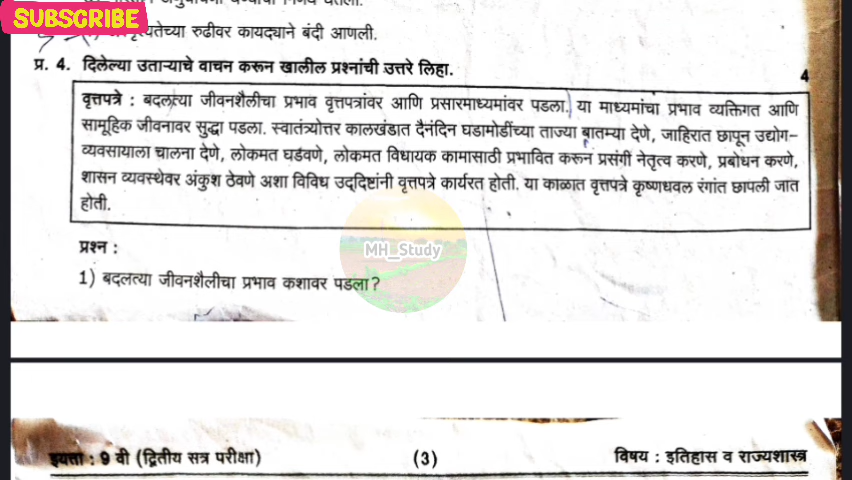 SUBSCRIBE
रुढीवर कायद्याने बंदी आणली.
प्र. 4. दिलेल्या उताऱ्याचे वाचन करून खालील प्रश्नांची उत्तरे लिहा.
4
वृत्तपत्रे : बदलत्या जीवनशैलीचा प्रभाव वृत्तपत्रांवर आणि प्रसारमाध्यमांवर पडला. या माध्यमांचा प्रभाव व्यक्तिगत आणि
सामूहिक जीवनावर सुद्धा पडला. स्वातंत्र्योत्तर कालखंडात दैनंदिन घडामोडींच्या ताज्या बातम्या देणे, जाहिरात छापून उद्योग-
व्यवसायाला चालना देणे, लोकमत घडवणे, लोकमत विधायक कामासाठी प्रभावित करून प्रसंगी नेतृत्व करणे, प्रबोधन करणे,
शासन व्यवस्थेवर अंकुश ठेवणे अशा विविध उद्‌दिष्टांनी वृत्तपत्रे कार्यरत होती. या काळात वृत्तपत्रे कृष्णधवल रंगांत छापली जात
होती.
MH_Study
प्रश्न :
1) बदलत्या जीवनशैलीचा प्रभाव कशावर पडला?
इयत्ता : 9 वी (द्वितीय सत्र परीक्षा)
(3)
विषय : इतिहास व राज्यशास्त्र